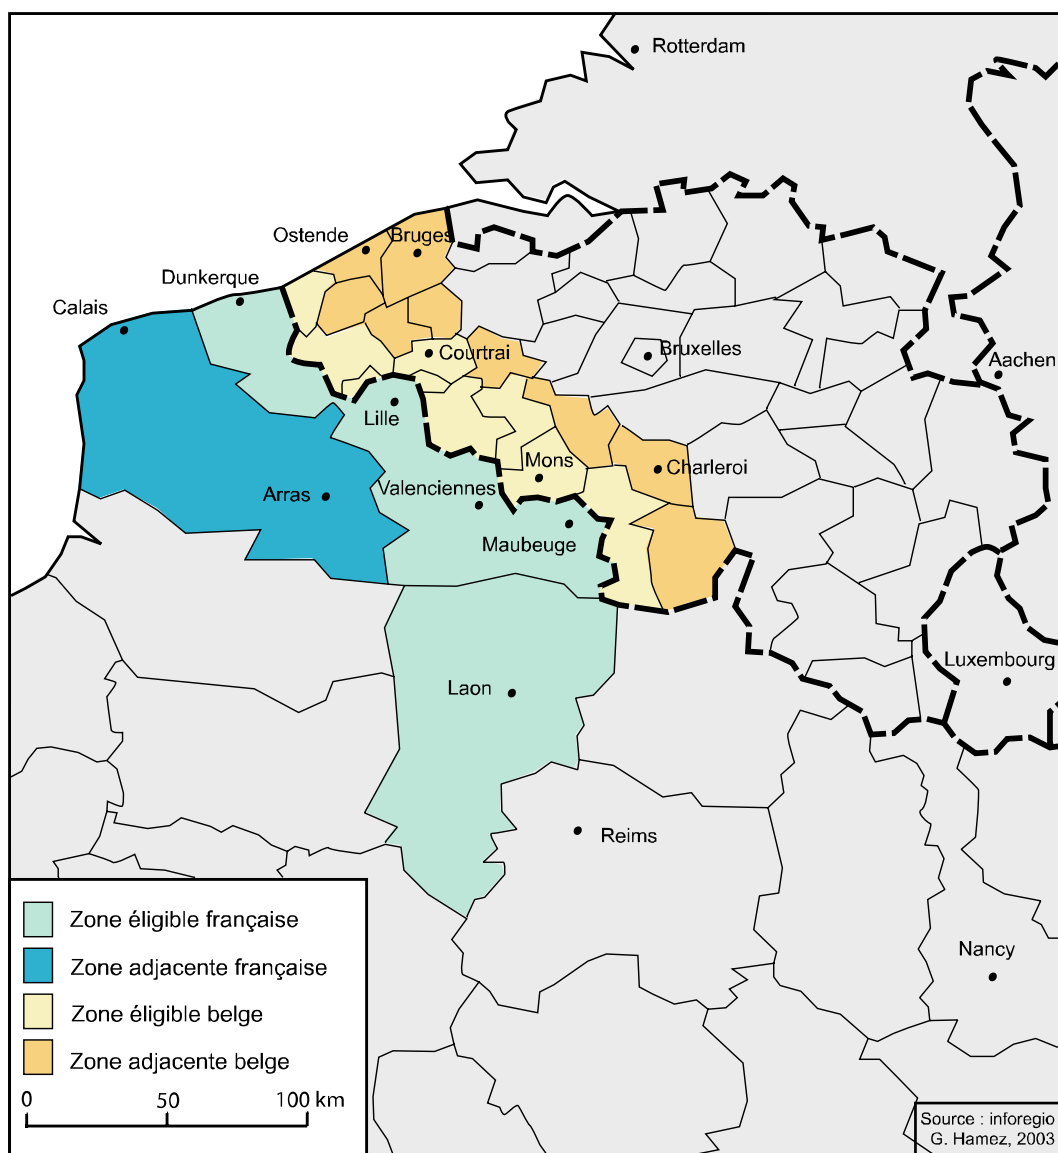 Rotterdam
Ostende
Bruges
Dunkerque
Calais
Courtrai
Bruxelles
Aachen
Lille
Mons
Charleroi
Arras
Valenciennes
Maubeuge
Luxembourg
Laon
Reims
Nancy
Zone éligible française
Zone adjacente française
Zone éligible belge
Zone adjacente belge
0 50 100 km
Source : inforegio
G. Hamez, 2003